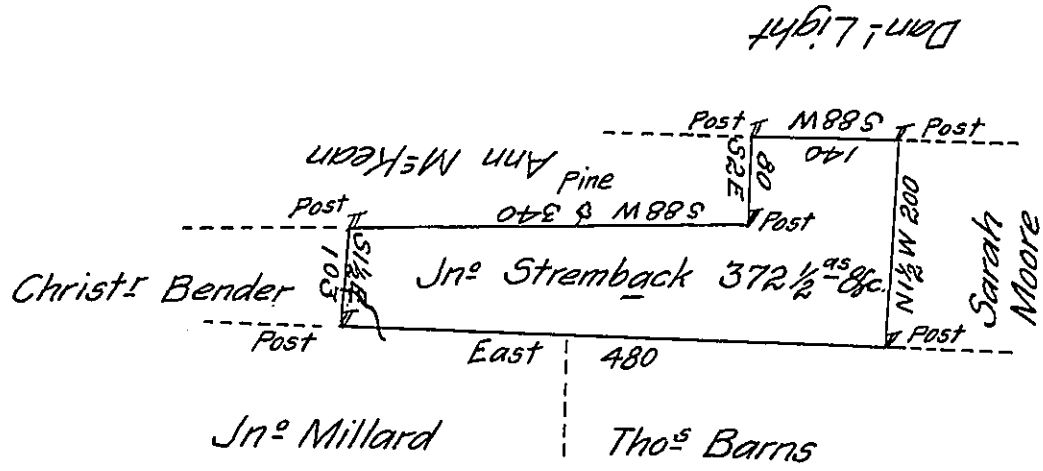 Danl. Light
Post S88W Post
140
S2E
80
Ann McKean
Pine
Post S88W 340 Post
N1½W 200
Sarah
Moore
Jno Stremback 372½ as &c.
Christr Bender
S1½E
103
Post
East 480
Post
Jno Millard
Thos Barns